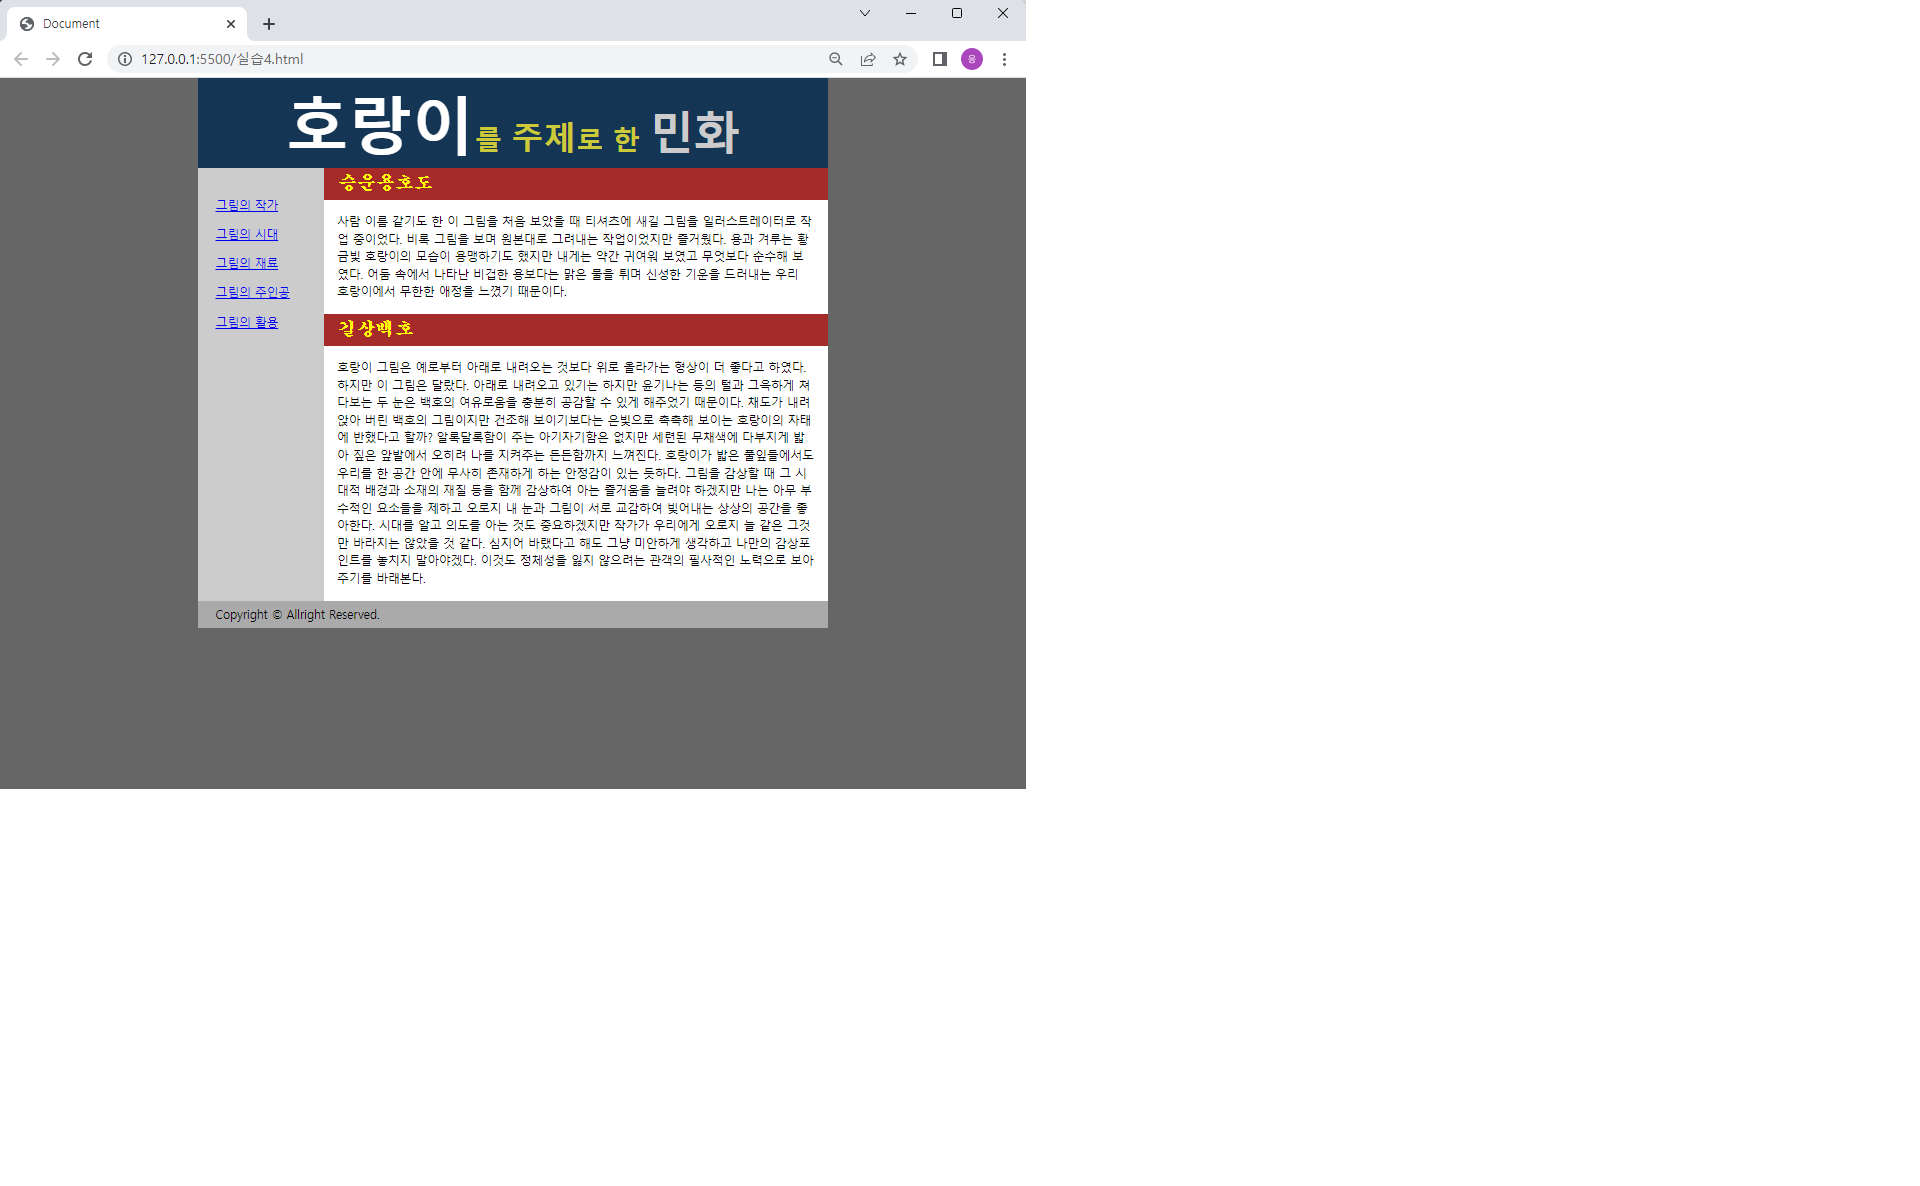 Document
127.0.0.1:5500/실습4.html
웅
호랑이를 주제로 한 민화
그림의 작가
그림의 시대
그림의 재료
그림의 주인공
그림의 활용
승운용호도
사람 이름 같기도 한 이 그림을 처음 보았을 때 티셔츠에 새길 그림을 일러스트레이터로 작
업 중이었다. 비록 그림을 보며 원본대로 그려내는 작업이었지만 즐거웠다. 용과 겨루는 황
금빛 호랑이의 모습이 용맹하기도 했지만 내게는 약간 귀여워 보였고 무엇보다 순수해 보
였다. 어둠 속에서 나타난 비겁한 용보다는 맑은 물을 튀며 신성한 기운을 드러내는 우리
호랑이에서 무한한 애정을 느꼈기 때문이다.
길상백호
호랑이 그림은 예로부터 아래로 내려오는 것보다 위로 올라가는 형상이 더 좋다고 하였다.
하지만 이 그림은 달랐다. 아래로 내려오고 있기는 하지만 윤기나는 등의 털과 그윽하게 쳐
다보는 두 눈은 백호의 여유로움을 충분히 공감할 수 있게 해주었기 때문이다. 채도가 내려
앉아 버린 백호의 그림이지만 건조해 보이기보다는 은빛으로 촉촉해 보이는 호랑이의 자태
에 반했다고 할까? 알록달록함이 주는 아기자기함은 없지만 세련된 무채색에 다부지게 밟
아 짚은 앞발에서 오히려 나를 지켜주는 든든함까지 느껴진다. 호랑이가 밟은 풀잎들에서도
우리를 한 공간 안에 무사히 존재하게 하는 안정감이 있는 듯하다. 그림을 감상할 때 그 시
대적 배경과 소재의 재질 등을 함께 감상하여 아는 즐거움을 늘려야 하겠지만 나는 아무 부
수적인 요소들을 제하고 오로지 내 눈과 그림이 서로 교감하여 빚어내는 상상의 공간을 좋
아한다. 시대를 알고 의도를 아는 것도 중요하겠지만 작가가 우리에게 오로지 늘 같은 그것
만 바라지는 않았을 것 같다. 심지어 바랬다고 해도 그냥 미안하게 생각하고 나만의 감상포
인트를 놓치지 말아야겠다. 이것도 정체성을 잃지 않으려는 관객의 필사적인 노력으로 보아
주기를 바래본다.
Copyright © Allright Reserved.